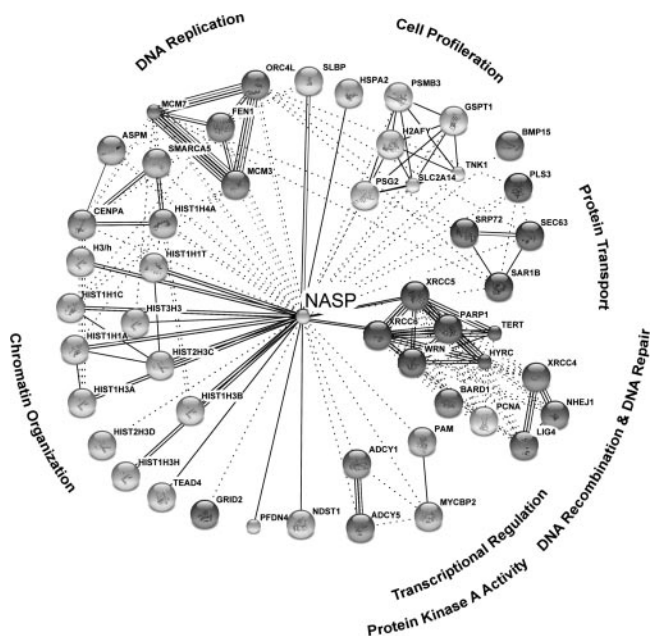 DNA Replication
Cell Profileration
ORC4L
SLBP
HSPA2
PSMB3
GSPT1
MCM7
FEN1
H2AFY
BMP15
ASPM
SMARCA5
MCM3
TNK1
PSG2
SLC2A14
PLS3
CENPA
HIST1H4A
SRP72
SEC63
Protein Transport
H3/h
HIST1H1T
SAR1B
HIST1H1C
HIST3H3
NASP
XRCC5
PARP1
TERT
XRCC6
HIST1H1A
HIST2H3C
WRN
HYRC
XRCC4
HIST1H3A
HIST1H3B
BARD1
PCNA
NHEJ1
LIG4
HIST2H3D
PAM
HIST1H3H
ADCY1
TEAD4
GRID2
PFDN4
NDST1
ADCY5
MYCBP2
Chromatin Organization
DNA Recombination & DNA Repair
Transcriptional Regulation
Protein Kinase A Activity